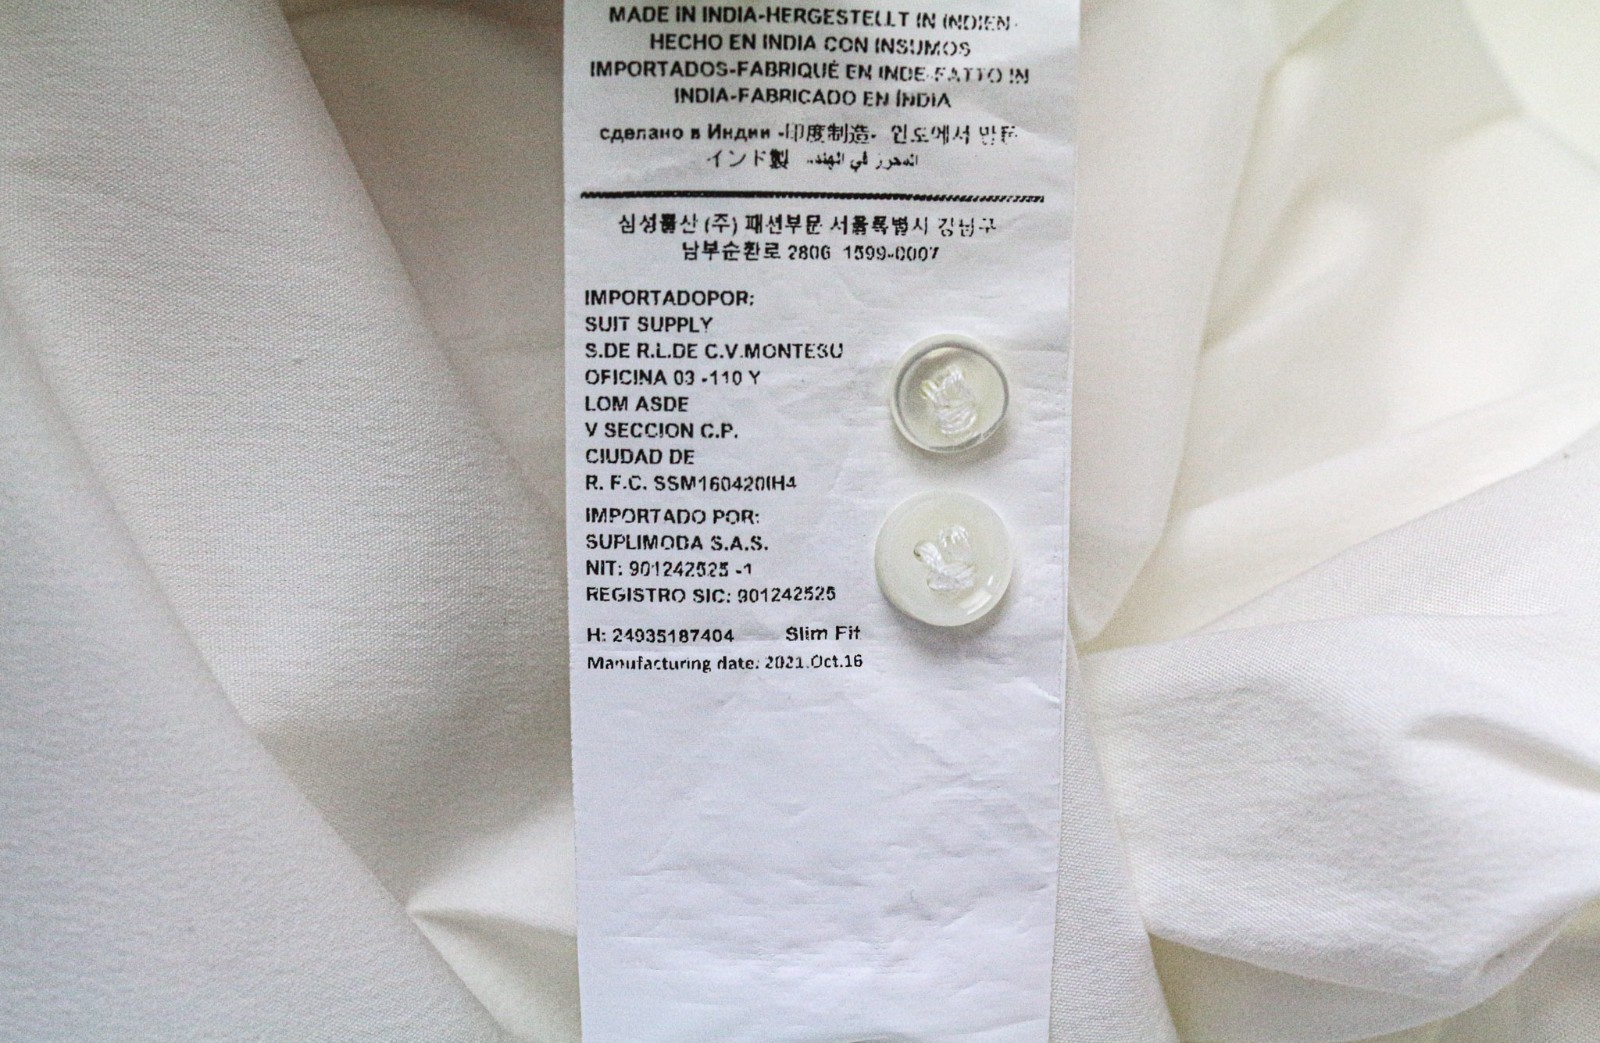 MADE IN INDIA-HERGESTELLT IN INDIEN-
HECHO EN INDIA CON INSUMOS
IMPORTADOS-FABRIQUÉ EN INDE-FATTO IN
INDIA-FABRICADO EN ÍNDIA
сделано в Индии -印度制造- 인도에서 만든-
インド製 في الهند
삼성물산 (주) 패션부문 서울특별시 강남구
남부순환로 2806 1599-0007
IMPORTADOPOR:
SUIT SUPPLY
S.DE R.L.DE C.V.MONTESU
OFICINA 03 -110 Y
LOM ASDE
V SECCION C.P.
CIUDAD DE
R. F.C. SSM160420IH4
IMPORTADO POR:
SUPLIMODA S.A.S.
NIT: 901242525 -1
REGISTRO SIC: 901242525
H: 24935187404 Slim Fit
Manufacturing date: 2021.Oct.16